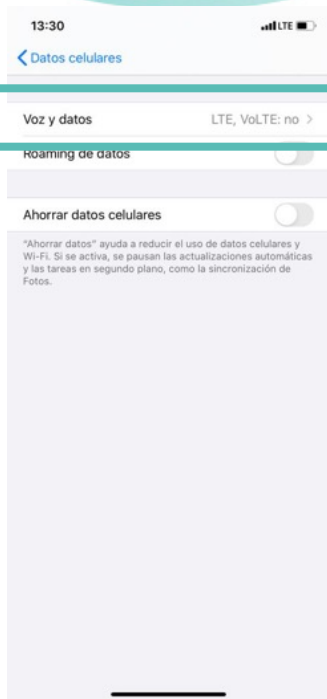 13:30 LTE
Datos celulares
Voz y datos LTE, VoLTE: no
Roaming de datos
Ahorrar datos celulares
"Ahorrar datos" ayuda a reducir el uso de datos celulares y
Wi-Fi. Si se activa, se pausan las actualizaciones automáticas
y las tareas en segundo plano, como la sincronización de
Fotos.